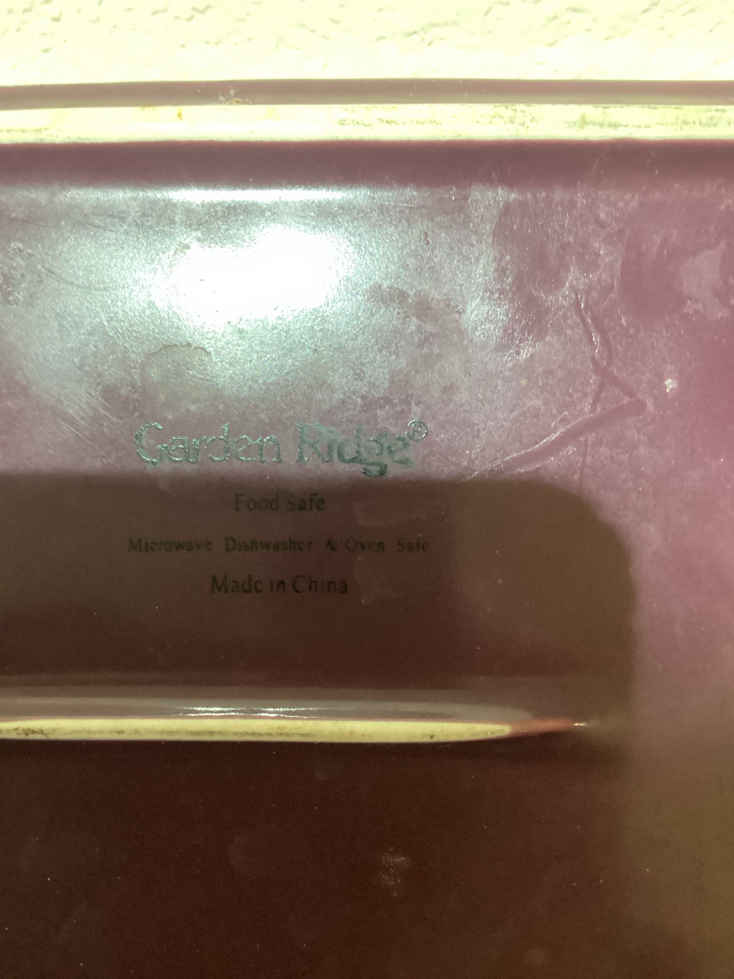 Garden Ridge®
Food Safe
Microwave Dishwasher & Oven Safe
Made in China